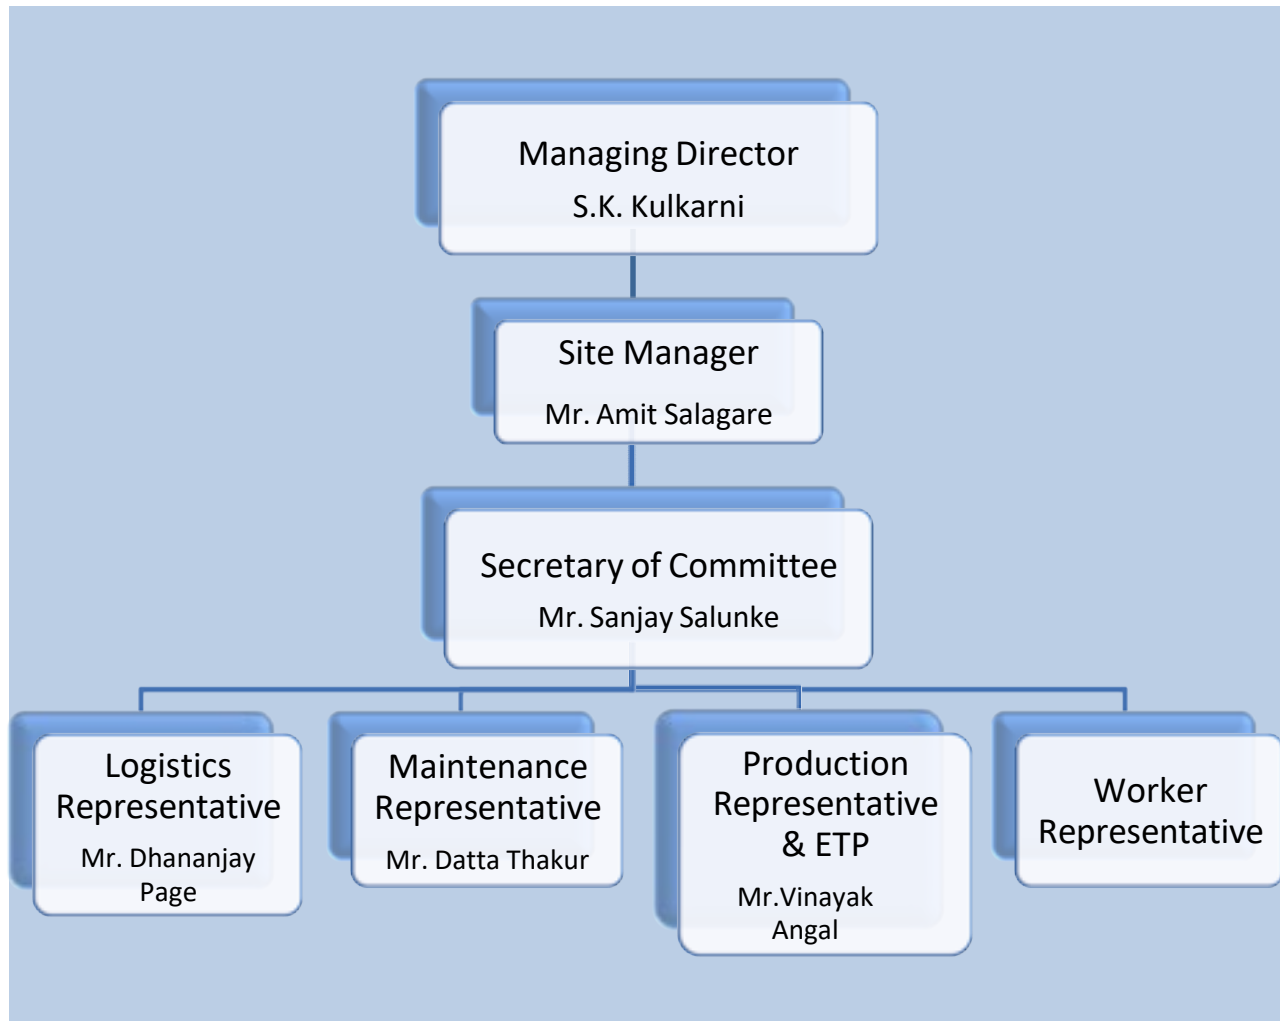 Managing Director
S.K. Kulkarni
Site Manager
Mr. Amit Salagare
Secretary of Committee
Mr. Sanjay Salunke
Logistics
Representative
Mr. Dhananjay
Page
Maintenance
Representative
Mr. Datta Thakur
Production
Representative
& ETP
Mr.Vinayak
Angal
Worker
Representative